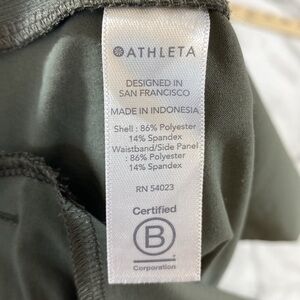 ATHLETA
DESIGNED IN
SAN FRANCISCO
MADE IN INDONESIA
Shell : 86% Polyester
14% Spandex
Waistband/Side Panel
: 86% Polyester
14% Spandex
RN 54023
Certified
B
Corporation